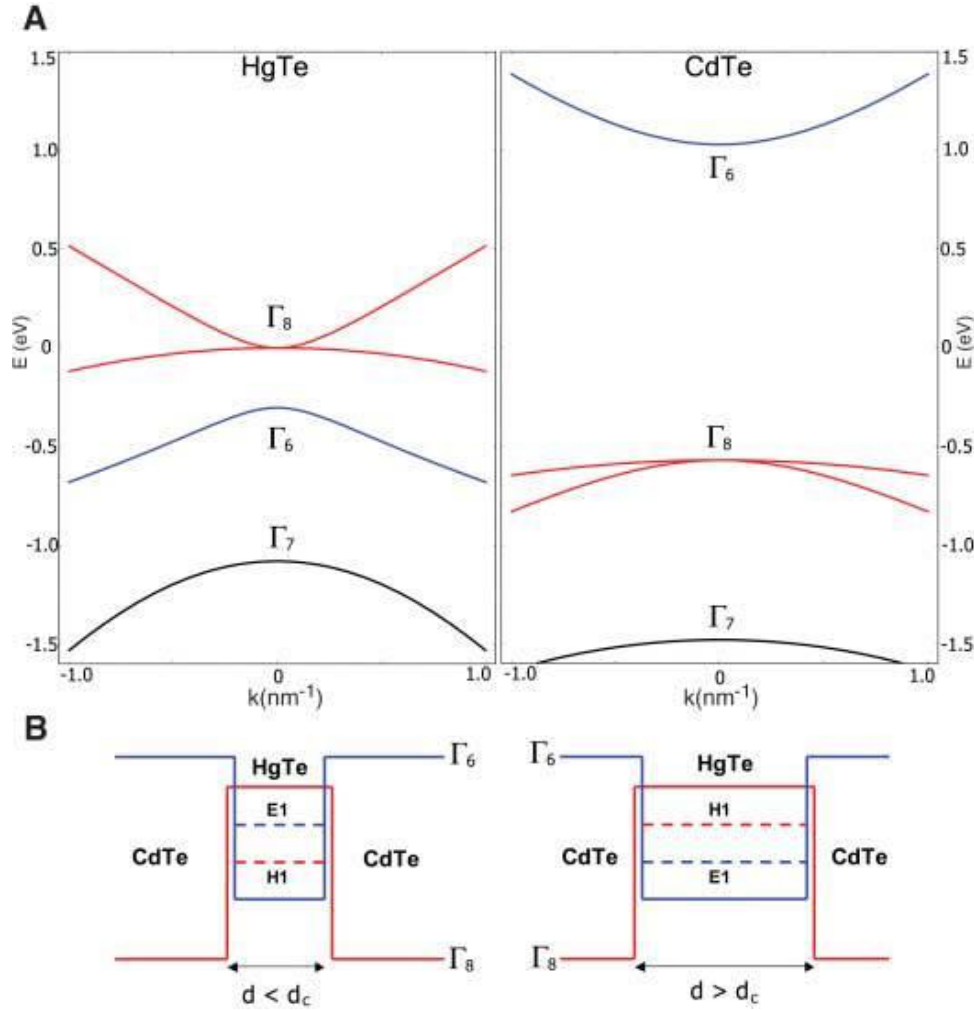 A
HgTe
1.5
1.0
0.5
0
-0.5
-1.0
-1.5
E (eV)
Γ8
Γ6
Γ7
-1.0
0
1.0
k(nm⁻¹)
CdTe
1.5
1.0
0.5
0
-0.5
-1.0
-1.5
E (eV)
Γ6
Γ8
Γ7
-1.0
0
1.0
k(nm⁻¹)
B
HgTe
Γ6
E1
CdTe
CdTe
H1
Γ8
d < dc
Γ6
HgTe
H1
CdTe
CdTe
E1
Γ8
d > dc